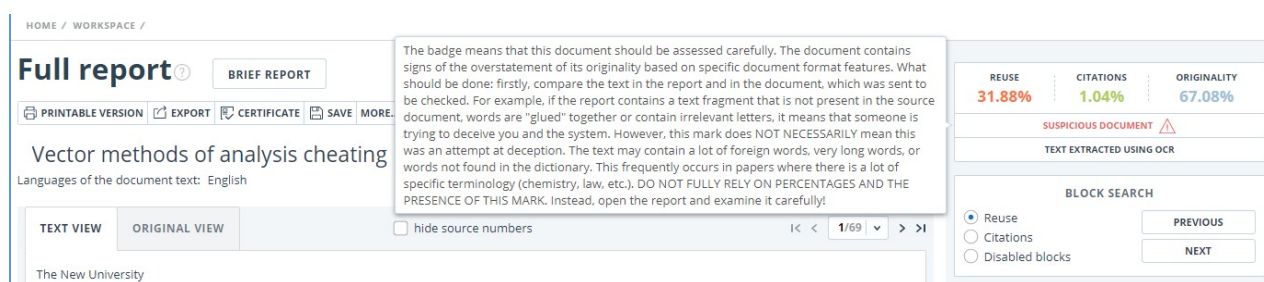 HOME / WORKSPACE /
Full report
BRIEF REPORT
PRINTABLE VERSION EXPORT CERTIFICATE SAVE MORE.
Vector methods of analysis cheating
Languages of the document text: English
The badge means that this document should be assessed carefully. The document contains
signs of the overstatement of its originality based on specific document format features. What
should be done: firstly, compare the text in the report and in the document, which was sent to
be checked. For example, if the report contains a text fragment that is not present in the source
document, words are "glued" together or contain irrelevant letters, it means that someone is
trying to deceive you and the system. However, this mark does NOT NECESSARILY mean this
was an attempt at deception. The text may contain a lot of foreign words, very long words, or
words not found in the dictionary. This frequently occurs in papers where there is a lot of
specific terminology (chemistry, law, etc.). DO NOT FULLY RELY ON PERCENTAGES AND THE
PRESENCE OF THIS MARK. Instead, open the report and examine it carefully!
REUSE CITATIONS ORIGINALITY
31.88% 1.04% 67.08%
SUSPICIOUS DOCUMENT
TEXT EXTRACTED USING OCR
BLOCK SEARCH
Reuse
Citations
Disabled blocks
PREVIOUS
NEXT
TEXT VIEW ORIGINAL VIEW
hide source numbers
1/69
The New University